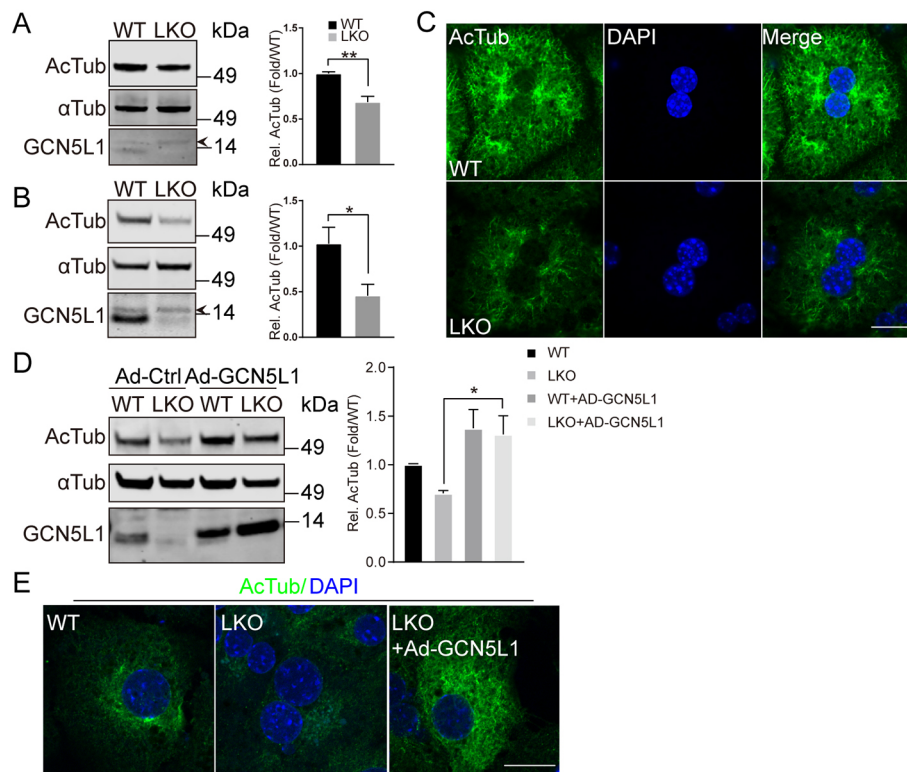 A
WT LKO kDa
AcTub
49
αTub
49
GCN5L1
14
Rel. AcTub (Fold/WT)
1.5
1.0
0.5
0.0
**
WT
LKO
B
WT LKO kDa
AcTub
49
αTub
49
GCN5L1
14
Rel. AcTub (Fold/WT)
1.5
1.0
0.5
0.0
*
C
AcTub
DAPI
Merge
WT
LKO
D
Ad-Ctrl Ad-GCN5L1
WT LKO WT LKO kDa
AcTub
49
αTub
49
GCN5L1
14
Rel. AcTub (Fold/WT)
2.0
1.5
1.0
0.5
0.0
*
WT
LKO
WT+AD-GCN5L1
LKO+AD-GCN5L1
E
AcTub/DAPI
WT
LKO
LKO
+Ad-GCN5L1